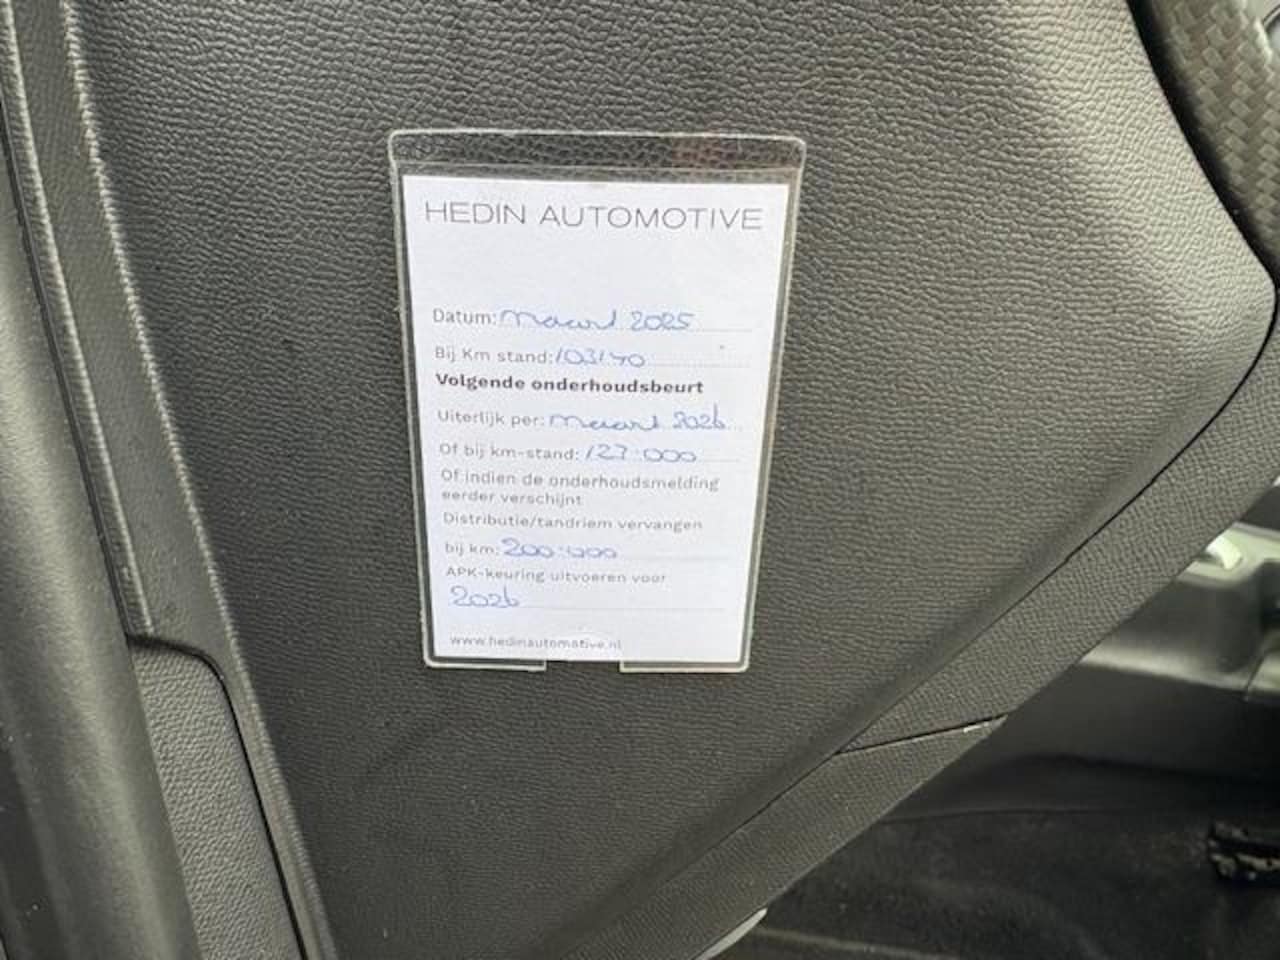 HEDIN AUTOMOTIVE
Datum: maart 2025
Bij Km stand: 103140
Volgende onderhoudsbeurt
Uiterlijk per: maart 2026
Of bij km-stand: 123.000
Of indien de onderhoudsmelding
eerder verschijnt
Distributie/tandriem vervangen
bij km: 200.000
APK-keuring uitvoeren voor
2026
www.hedinautomotive.nl